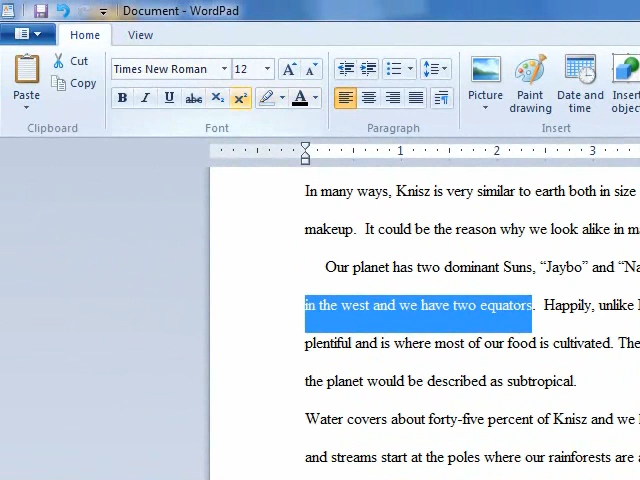 Document - WordPad
Home View
Paste
Cut
Copy
Clipboard
Times New Roman 12 A A
B I U abc X₂ X² A
Font
Paragraph
Picture
Paint drawing
Date and time
Insert
Insert
1 2 3
In many ways, Knisz is very similar to earth both in size
makeup. It could be the reason why we look alike in
Our planet has two dominant Suns, “Jaybo” and
in the west and we have two equators. Happily, unlike
plentiful and is where most of our food is cultivated. The
the planet would be described as subtropical.
Water covers about forty-five percent of Knisz and we
and streams start at the poles where our rainforests are